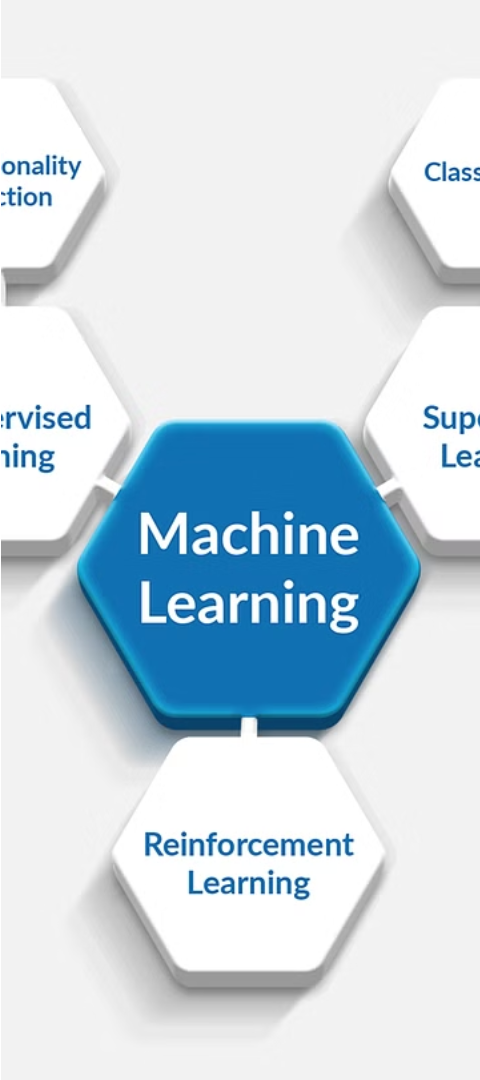 onality
ction
Class
ervised
ning
Supe
Lea
Machine
Learning
Reinforcement
Learning